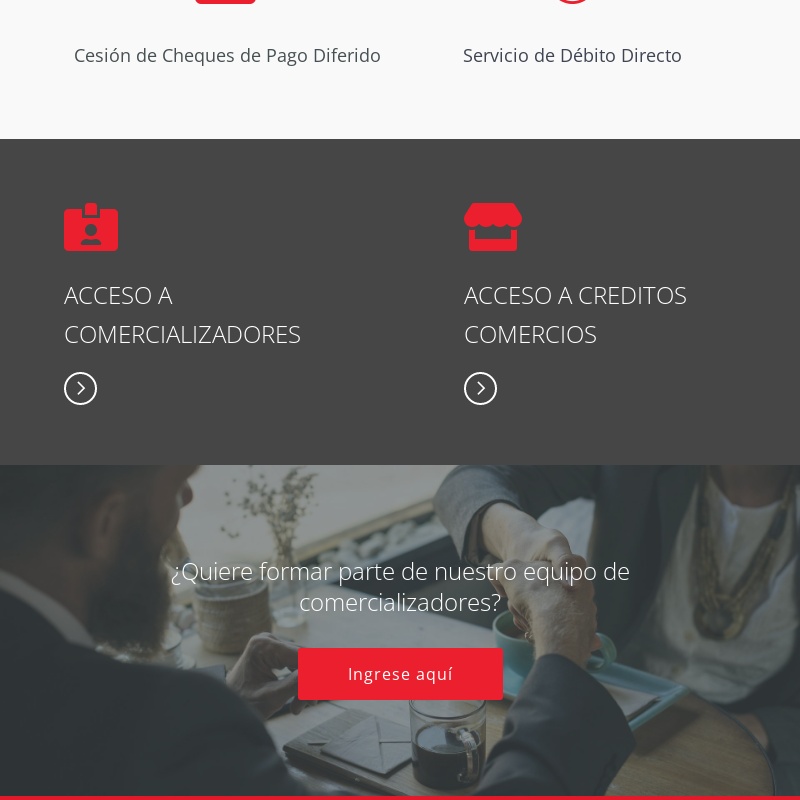 Cesión de Cheques de Pago Diferido
Servicio de Débito Directo
ACCESO A
COMERCIALIZADORES
ACCESO A CREDITOS
COMERCIOS
¿Quiere formar parte de nuestro equipo de
comercializadores?
Ingrese aquí